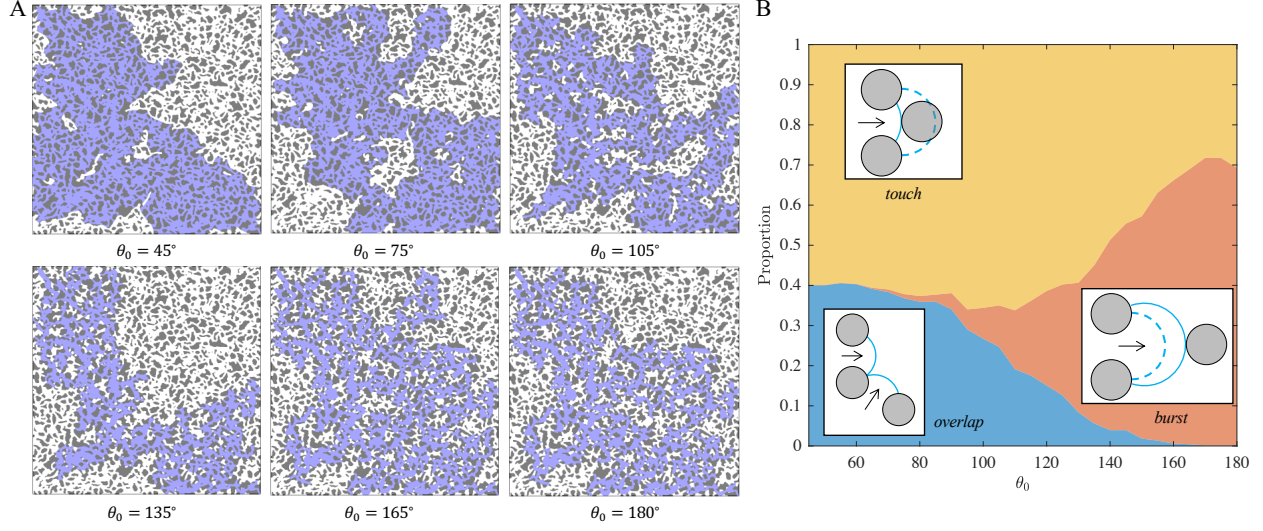 A
θ₀ = 45°
θ₀ = 75°
θ₀ = 105°
θ₀ = 135°
θ₀ = 165°
θ₀ = 180°
B
Proportion
1
0.9
0.8
0.7
0.6
0.5
0.4
0.3
0.2
0.1
0
touch
overlap
burst
60
80
100
120
140
160
180
θ₀